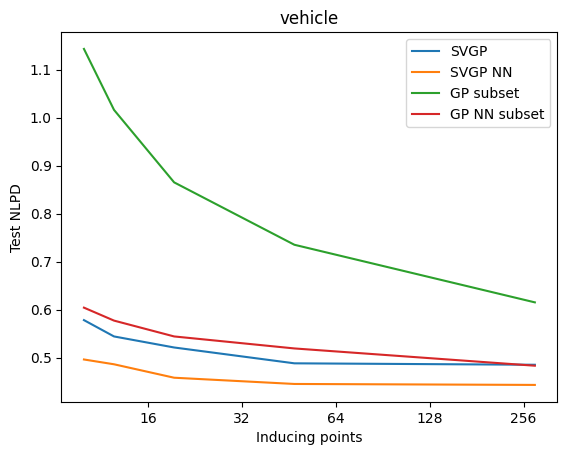 vehicle
SVGP
SVGP NN
GP subset
GP NN subset
Test NLPD
1.1
1.0
0.9
0.8
0.7
0.6
0.5
16 32 64 128 256
Inducing points